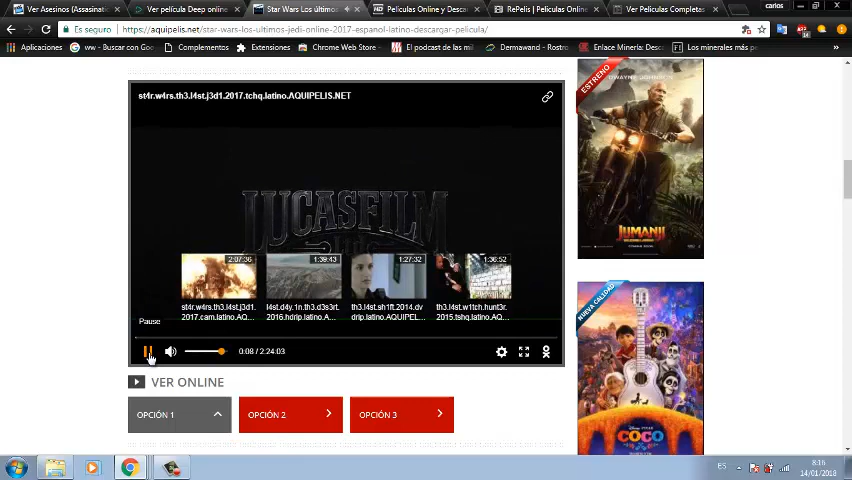 Ver Asesinos (Assasinati
Ver película Deep online
Star Wars Los últimos
Películas Online y Desca
RePelis | Películas Onlin
Ver Peliculas Completas
carlos
Es seguro
https://aquipelis.net/star-wars-los-ultimos-jedi-online-2017-espanol-latino-descargar-pelicula/
Aplicaciones
ww - Buscar con Goo
Complementos
Extensiones
Chrome Web Store -
El podcast de las mil
Dermawand - Rostro
Enlace Minería: Desc
Los minerales más po
st4r.w4rs.th3.l4st.j3d1.2017.tchq.latino.AQUIPELIS.NET
LUCASFILM
2:07:36
1:39:43
1:27:32
1:36:52
st4r.w4rs.th3.l4st.j3d1.
2017.cam.latino.AQ...
l4st.d4y.1n.th3.d3s3rt.
2016.hdrip.latino.A...
th3.l4st.sh1ft.2014.dv
drip.latino.AQUIPEL...
th3.l4st.w1tch.hunt3r.
2015.tshq.latino.AQ...
Pause
0:08 / 2:24:03
VER ONLINE
OPCIÓN 1
OPCIÓN 2
OPCIÓN 3
ESTRENO
DWAYNE JOHNSON
JUMANJI
NUEVA CALIDAD
COCO
ES
8:16
14/01/2018